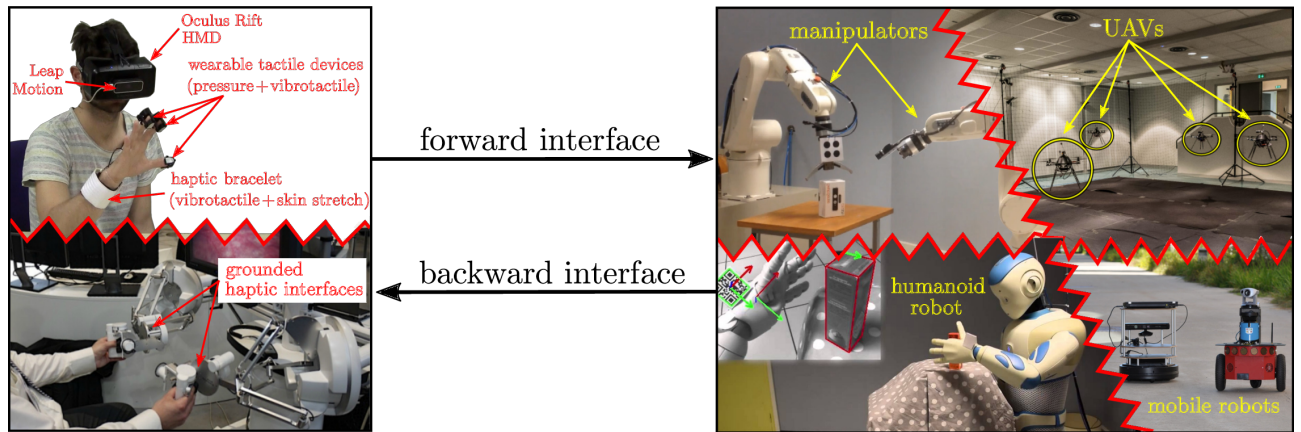 Oculus Rift
HMD
Leap
Motion
wearable tactile devices
(pressure+vibrotactile)
haptic bracelet
(vibrotactile+skin stretch)
grounded
haptic interfaces
forward interface
backward interface
manipulators
UAVs
humanoid
robot
mobile robots